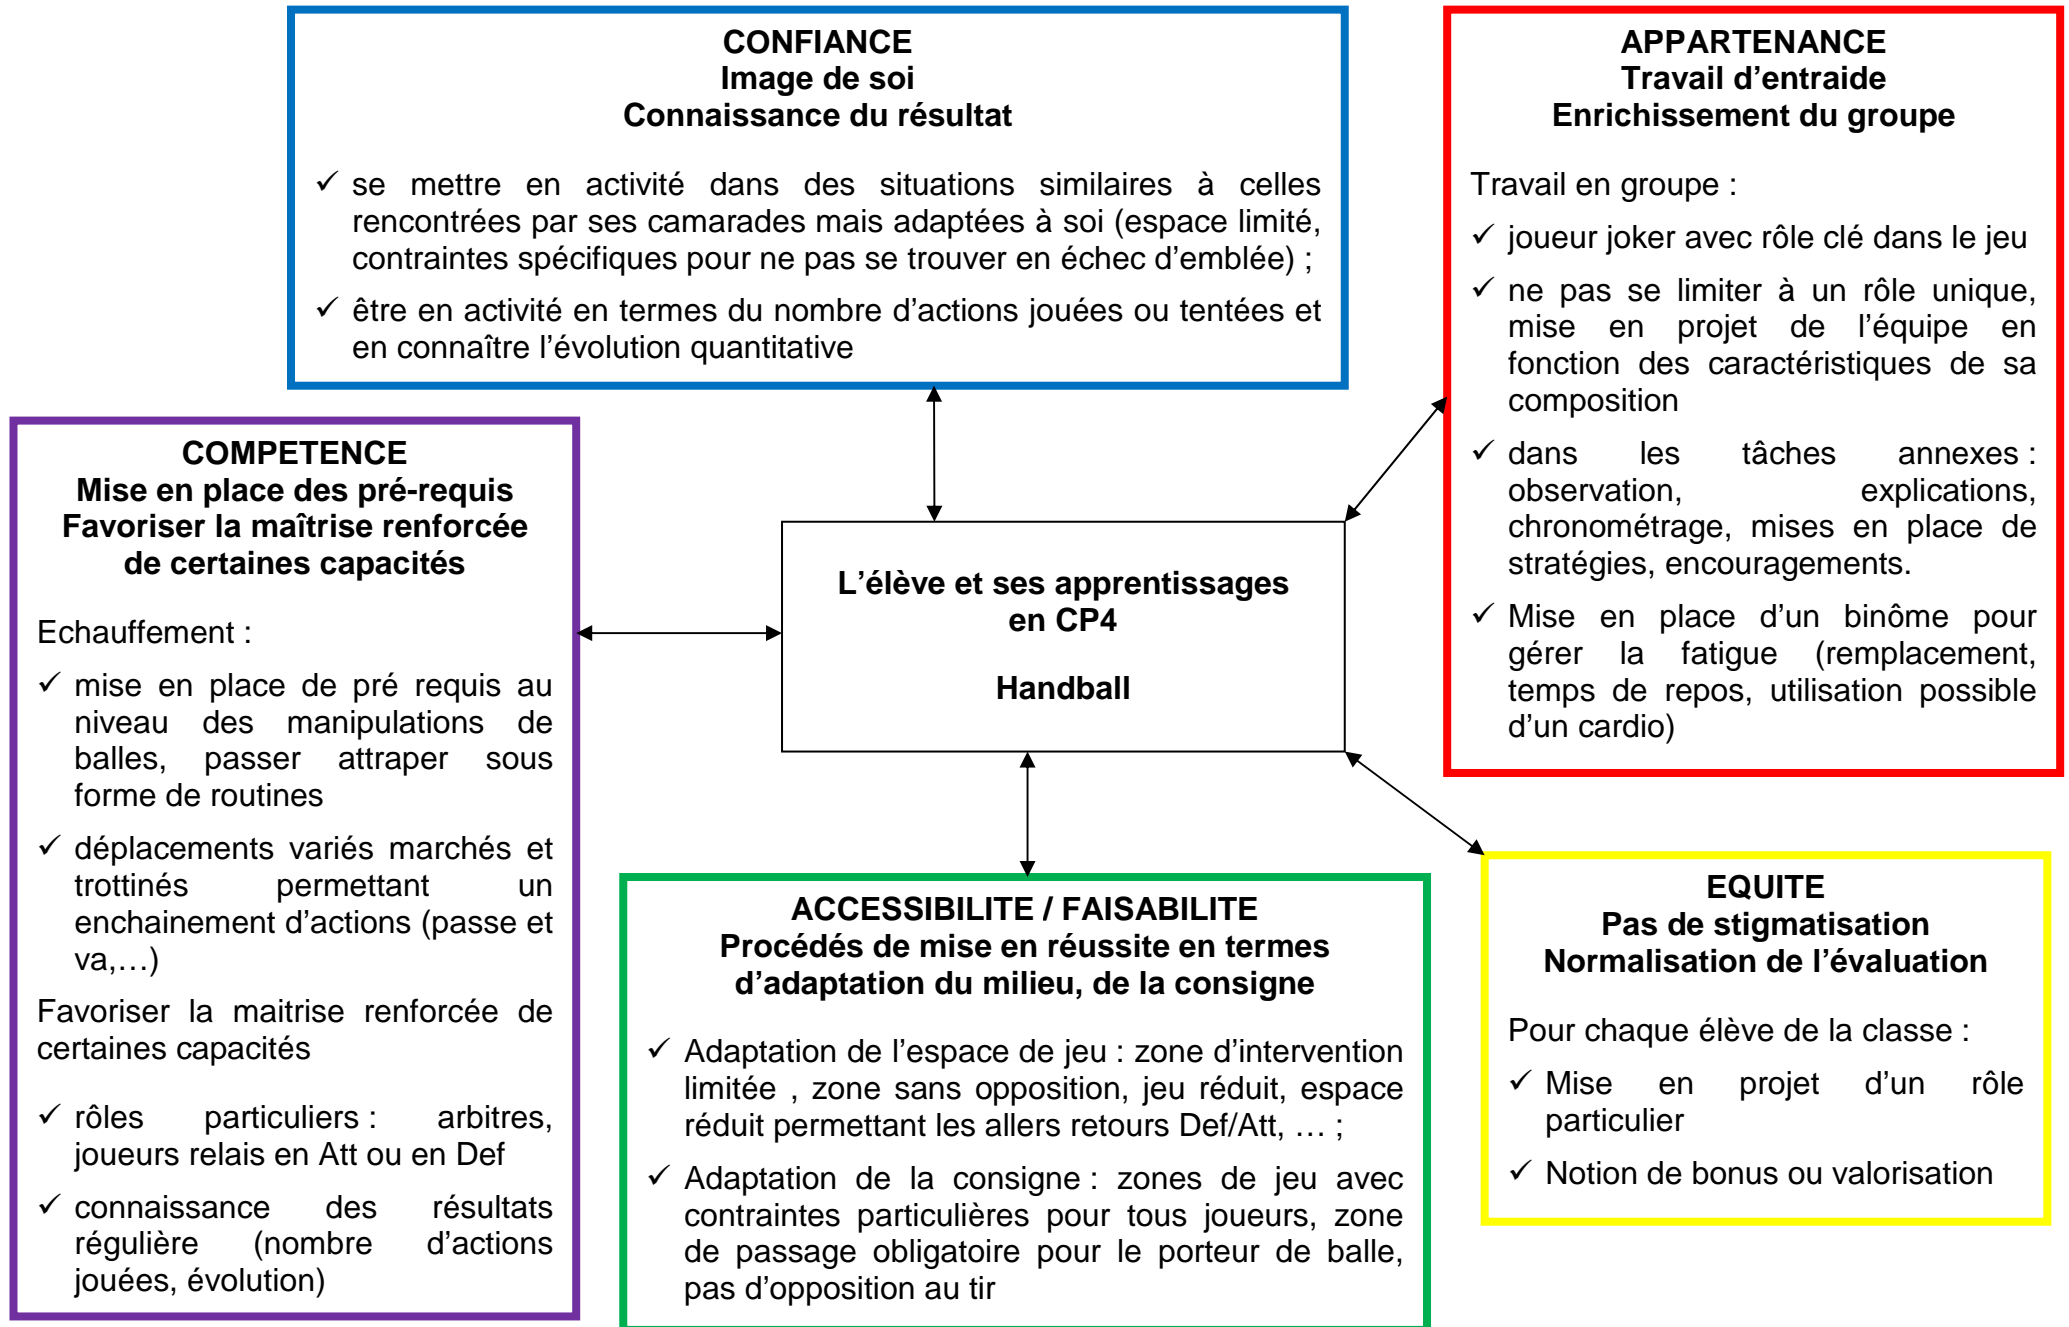 CONFIANCE
Image de soi
Connaissance du résultat
✓ se mettre en activité dans des situations similaires à celles
rencontrées par ses camarades mais adaptées à soi (espace limité,
contraintes spécifiques pour ne pas se trouver en échec d’emblée) ;
✓ être en activité en termes du nombre d’actions jouées ou tentées et
en connaître l’évolution quantitative
APPARTENANCE
Travail d’entraide
Enrichissement du groupe
Travail en groupe :
✓ joueur joker avec rôle clé dans le jeu
✓ ne pas se limiter à un rôle unique,
mise en projet de l’équipe en
fonction des caractéristiques de sa
composition
✓ dans les tâches annexes :
observation, explications,
chronométrage, mises en place de
stratégies, encouragements.
✓ Mise en place d’un binôme pour
gérer la fatigue (remplacement,
temps de repos, utilisation possible
d’un cardio)
COMPETENCE
Mise en place des pré-requis
Favoriser la maîtrise renforcée
de certaines capacités
Echauffement :
✓ mise en place de pré requis au
niveau des manipulations de
balles, passer attraper sous
forme de routines
✓ déplacements variés marchés et
trottinés permettant un
enchainement d’actions (passe et
va,…)
Favoriser la maitrise renforcée de
certaines capacités
✓ rôles particuliers : arbitres,
joueurs relais en Att ou en Def
✓ connaissance des résultats
régulière (nombre d’actions
jouées, évolution)
L’élève et ses apprentissages
en CP4
Handball
ACCESSIBILITE / FAISABILITE
Procédés de mise en réussite en termes
d’adaptation du milieu, de la consigne
✓ Adaptation de l’espace de jeu : zone d’intervention
limitée , zone sans opposition, jeu réduit, espace
réduit permettant les allers retours Def/Att, … ;
✓ Adaptation de la consigne : zones de jeu avec
contraintes particulières pour tous joueurs, zone
de passage obligatoire pour le porteur de balle,
pas d’opposition au tir
EQUITE
Pas de stigmatisation
Normalisation de l’évaluation
Pour chaque élève de la classe :
✓ Mise en projet d’un rôle
particulier
✓ Notion de bonus ou valorisation